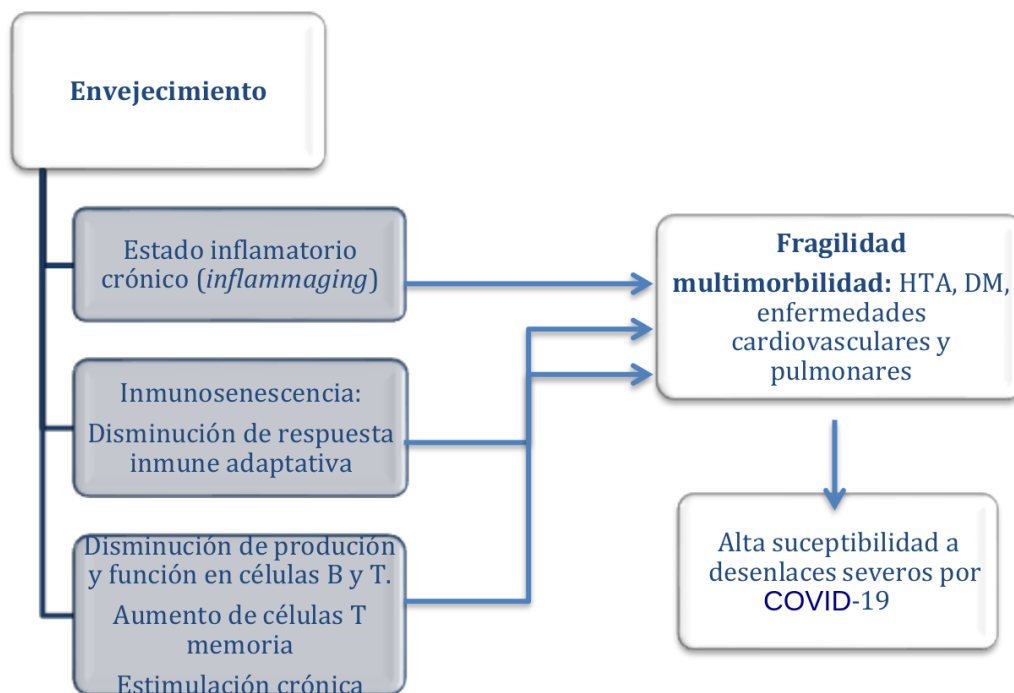 Envejecimiento
Estado inflamatorio
crónico (inflammaging)
Inmunosenescencia:
Disminución de respuesta
inmune adaptativa
Disminución de produción
y función en células B y T.
Aumento de células T
memoria
Estimulación crónica
Fragilidad
multimorbilidad: HTA, DM,
enfermedades
cardiovasculares y
pulmonares
Alta suceptibilidad a
desenlaces severos por
COVID-19